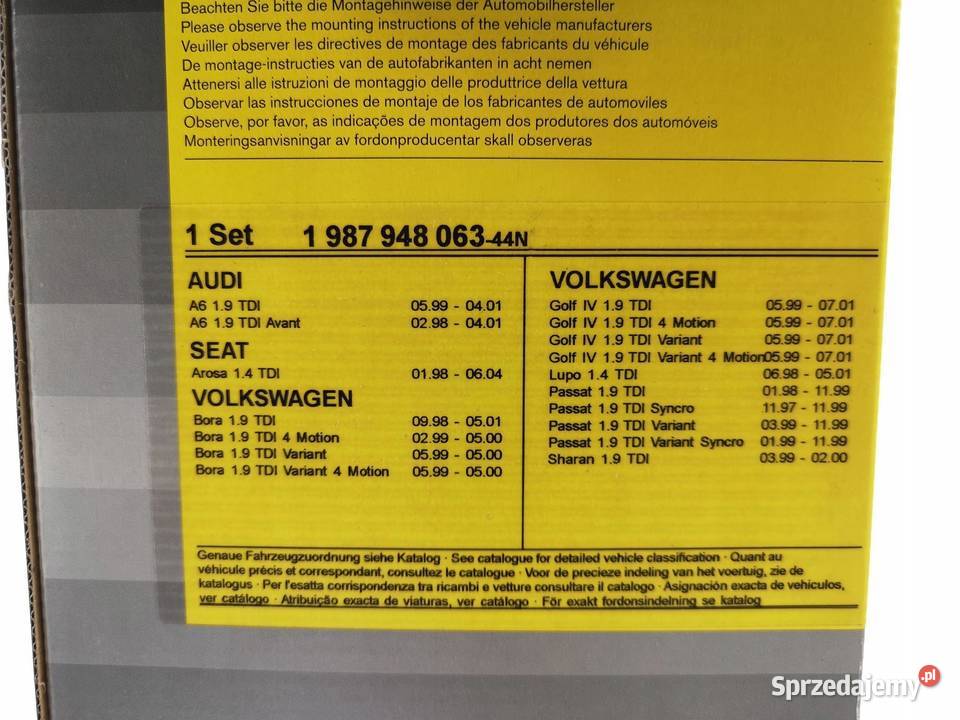 Beachten Sie bitte die Montagehinweise der Automobilhersteller
Please observe the mounting instructions of the vehicle manufacturers
Veuiller observer les directives de montage des fabricants du véhicule
De montage-instructies van de autofabrikanten in acht nemen
Attenersi alle istruzioni de montaggio delle produttrice della vettura
Observar las instrucciones de montaje de los fabricantes de automoviles
Observe, por favor, as indicações de montagem dos produtores dos automóveis
Monteringsanvisningar av fordonproducentar skall observeras
1 Set 1 987 948 063-44N
AUDI
A6 1.9 TDI 05.99 - 04.01
A6 1.9 TDI Avant 02.98 - 04.01
SEAT
Arosa 1.4 TDI 01.98 - 06.04
VOLKSWAGEN
Bora 1.9 TDI 09.98 - 05.01
Bora 1.9 TDI 4 Motion 02.99 - 05.00
Bora 1.9 TDI Variant 05.99 - 05.00
Bora 1.9 TDI Variant 4 Motion 05.99 - 05.00
VOLKSWAGEN
Golf IV 1.9 TDI 05.99 - 07.01
Golf IV 1.9 TDI 4 Motion 05.99 - 07.01
Golf IV 1.9 TDI Variant 05.99 - 07.01
Golf IV 1.9 TDI Variant 4 Motion 05.99 - 07.01
Lupo 1.4 TDI 06.98 - 05.01
Passat 1.9 TDI 01.98 - 11.99
Passat 1.9 TDI Syncro 11.97 - 11.99
Passat 1.9 TDI Variant 03.99 - 11.99
Passat 1.9 TDI Variant Syncro 01.99 - 11.99
Sharan 1.9 TDI 03.99 - 02.00
Genaue Fahrzeugzuordnung siehe Katalog · See catalogue for detailed vehicle classification · Quant au
véhicule précis et correspondant, consultez le catalogue · Voor de precieze indeling van het voertuig, zie de
katalogus · Per l'esatta corrispondenza tra ricambi e vetture consultare il catalogo · Asignación exacta de vehículos,
ver catálogo · Atribuição exacta de viaturas, ver catálogo · För exakt fordonsindelning se katalog
Sprzedajemy.pl